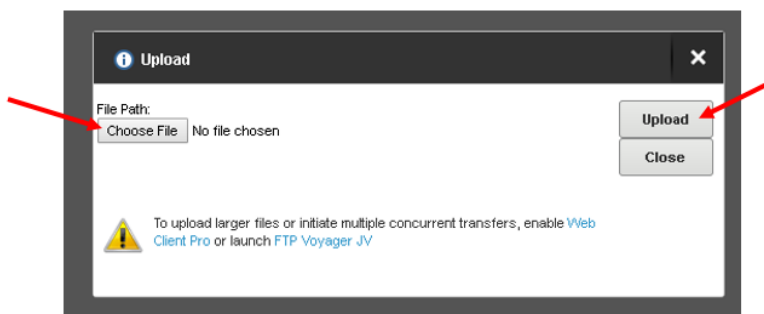 Upload
File Path:
Choose File No file chosen
Upload
Close
To upload larger files or initiate multiple concurrent transfers, enable Web
Client Pro or launch FTP Voyager JV